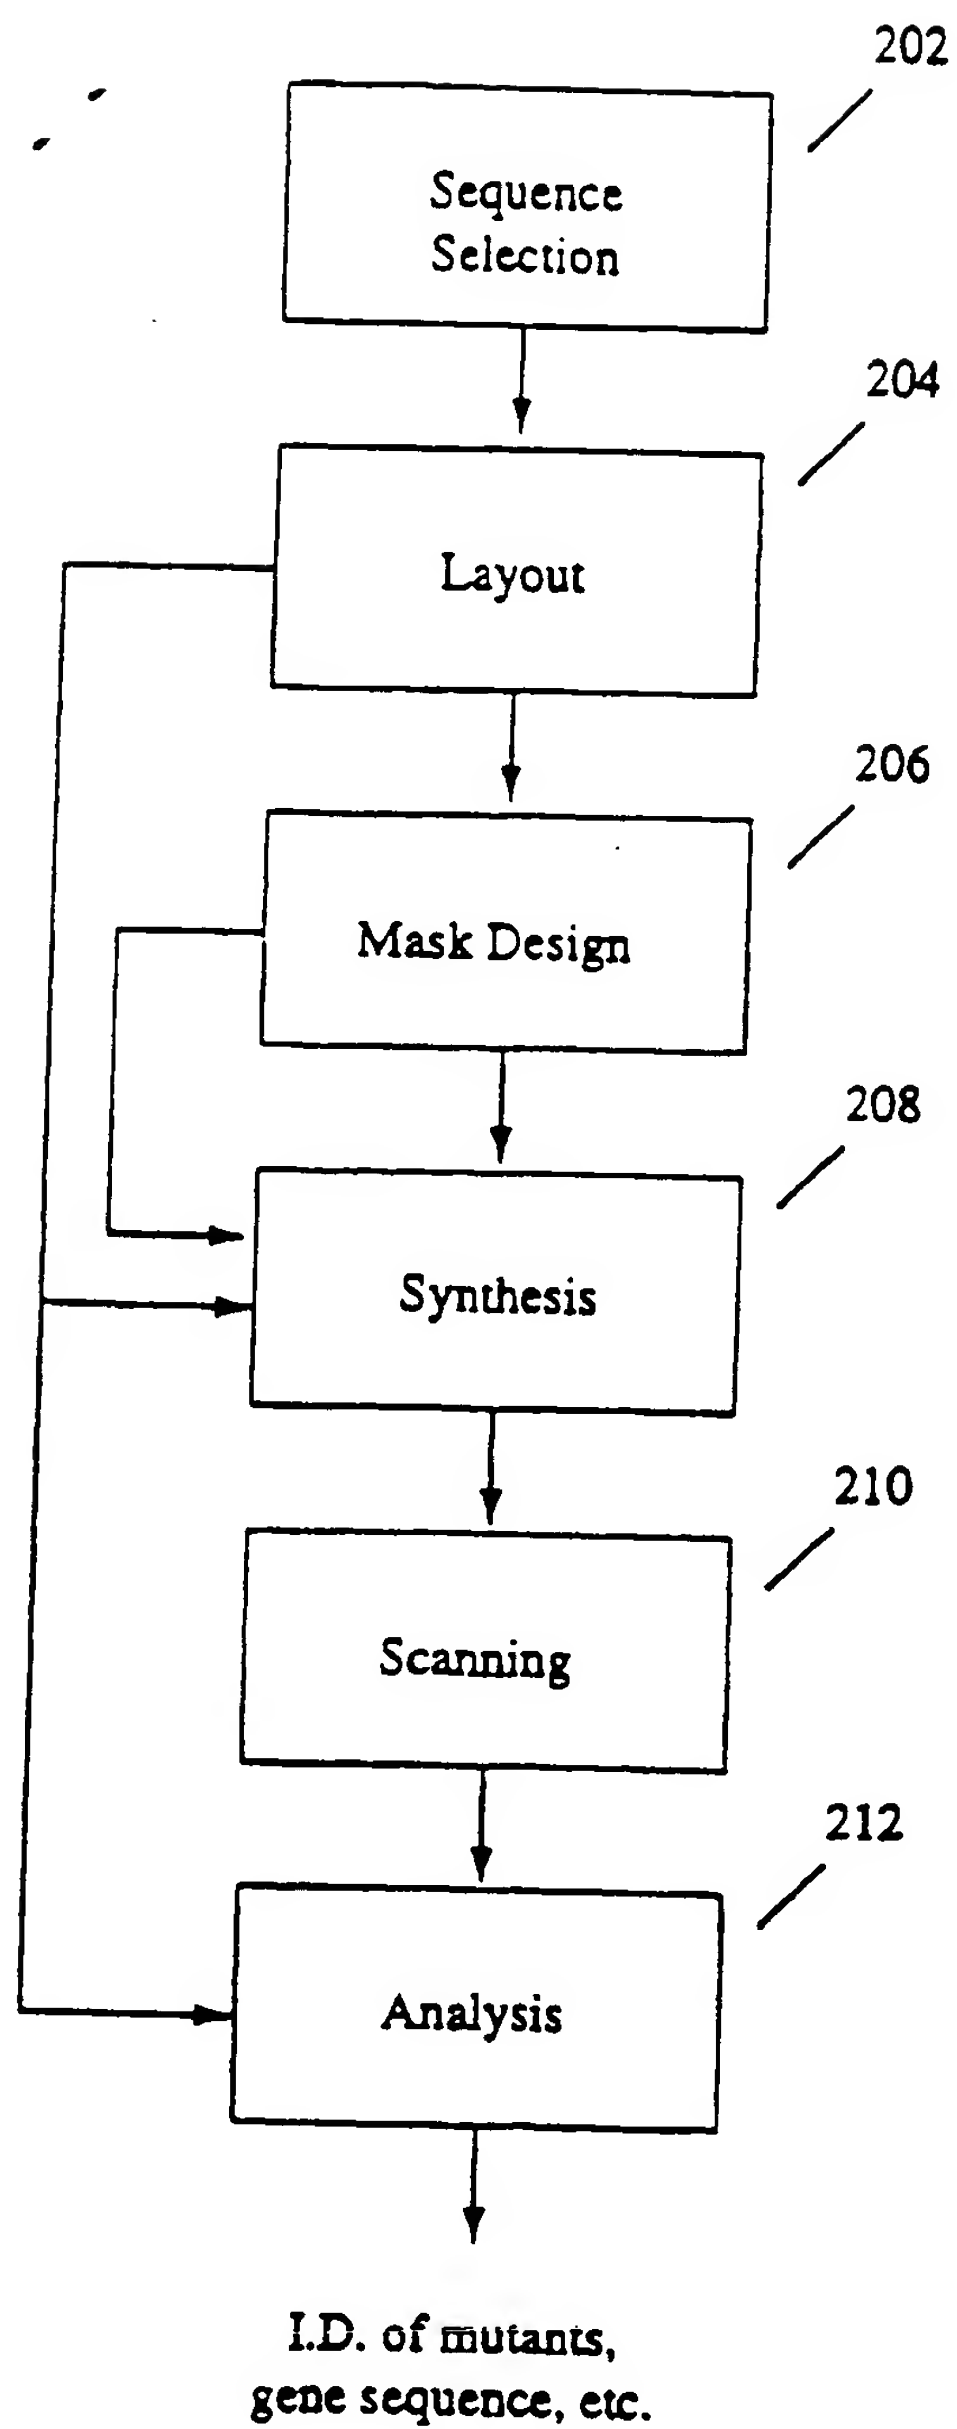 202
Sequence
Selection
204
Layout
206
Mask Design
208
Synthesis
210
Scanning
212
Analysis
I.D. of mutants,
gene sequence, etc.